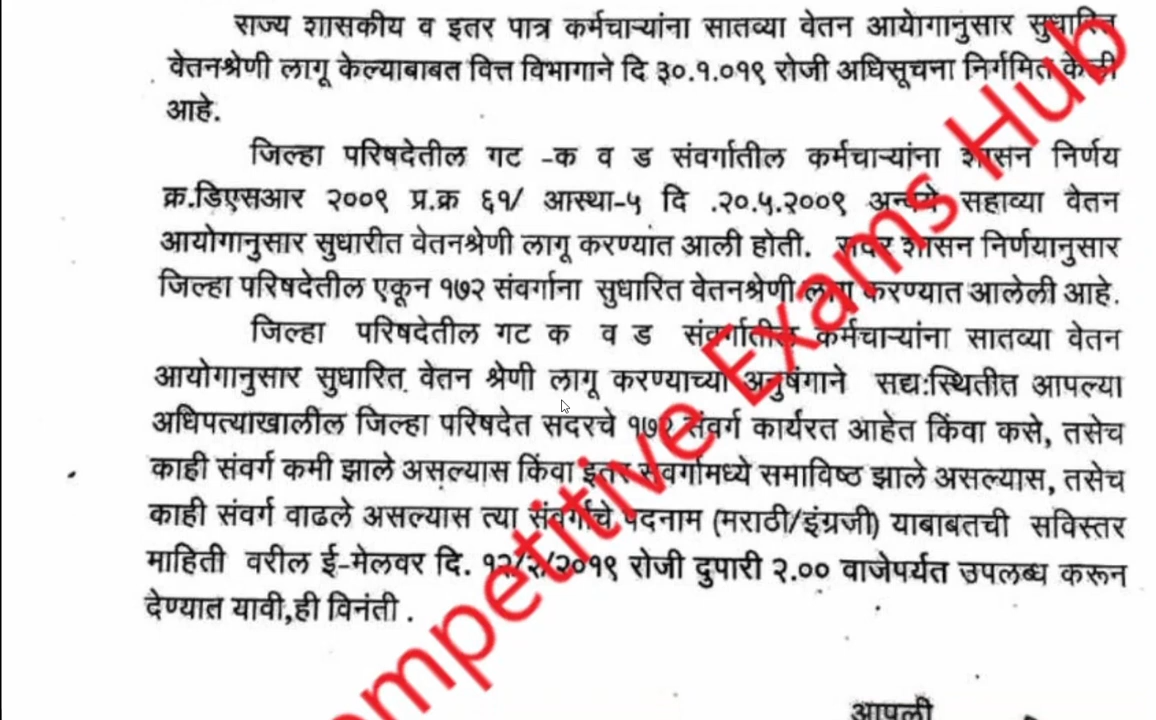 राज्य शासकीय व इतर पात्र कर्मचाऱ्यांना सातव्या वेतन आयोगानुसार सुधारित
वेतनश्रेणी लागू केल्याबाबत वित्त विभागाने दि ३०.१.०१९ रोजी अधिसूचना निर्गमित केली
आहे.
जिल्हा परिषदेतील गट -क व ड संवर्गातील कर्मचाऱ्यांना शासन निर्णय
क्र.डिएसआर २००९ प्र.क्र ६१/ आस्था-५ दि .२०.५.२००९ अन्वये सहाव्या वेतन
आयोगानुसार सुधारीत वेतनश्रेणी लागू करण्यात आली होती. सदर शासन निर्णयानुसार
जिल्हा परिषदेतील एकून १७२ संवर्गाना सुधारित वेतनश्रेणी लागू करण्यात आलेली आहे.
जिल्हा परिषदेतील गट क व ड संवर्गातील कर्मचाऱ्यांना सातव्या वेतन
आयोगानुसार सुधारित वेतन श्रेणी लागू करण्याच्या अनुषंगाने सद्य:स्थितीत आपल्या
अधिपत्याखालील जिल्हा परिषदेत सदरचे १७२ संवर्ग कार्यरत आहेत किंवा कसे, तसेच
काही संवर्ग कमी झाले असल्यास किंवा इतर संवर्गामध्ये समाविष्ठ झाले असल्यास, तसेच
काही संवर्ग वाढले असल्यास त्या संवर्गाचे पदनाम (मराठी/इंग्रजी) याबाबतची सविस्तर
माहिती वरील ई-मेलवर दि. १२/२/२०१९ रोजी दुपारी २.०० वाजेपर्यत उपलब्ध करून
देण्यात यावी,ही विनंती .
आपली
ompetitive Exams Hub